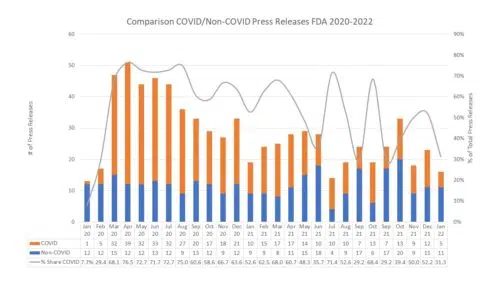 Comparison COVID/Non-COVID Press Releases FDA 2020-2022
60 50 40 30 20 10 0
# of Press Releases
90% 80% 70% 60% 50% 40% 30% 20% 10% 0%
% of Total Press Releases
Jan Feb Mar Apr May Jun Jul Aug Sep Oct Nov Dec Jan Feb Mar Apr May Jun Jul Aug Sep Oct Sep Oct Nov Dec Jan
20 20 20 20 20 20 20 20 20 20 20 20 21 21 21 21 21 21 21 21 21 21 21 21 21 21 22
COVID 1 5 32 39 32 33 32 27 20 17 18 21 10 15 17 17 14 10 10 10 7 13 7 13 9 12 5
Non-COVID 12 12 15 12 12 13 12 9 13 12 9 12 9 9 8 11 15 18 4 9 17 6 17 20 9 11 11
% Share COVID 7.7% 29.4 68.1 76.5 72.7 71.7 72.7 75.0 60.6 58.6 66.7 63.6 52.6 62.5 68.0 60.7 48.3 35.7 71.4 52.6 29.2 68.4 29.2 39.4 50.0 52.2 31.3